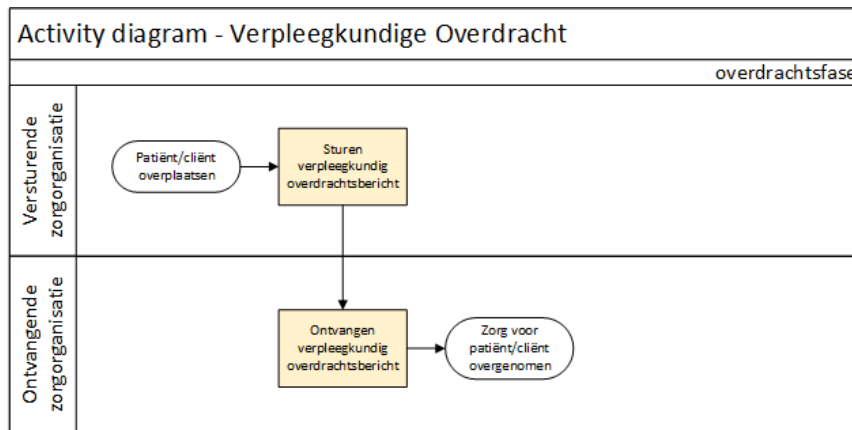 Activity diagram - Verpleegkundige Overdracht
overdrachtsfase
Versturende
zorgorganisatie
Patiënt/cliënt
overplaatsen
Sturen
verpleegkundig
overdrachtsbericht
Ontvangende
zorgorganisatie
Ontvangen
verpleegkundig
overdrachtsbericht
Zorg voor
patiënt/cliënt
overgenomen